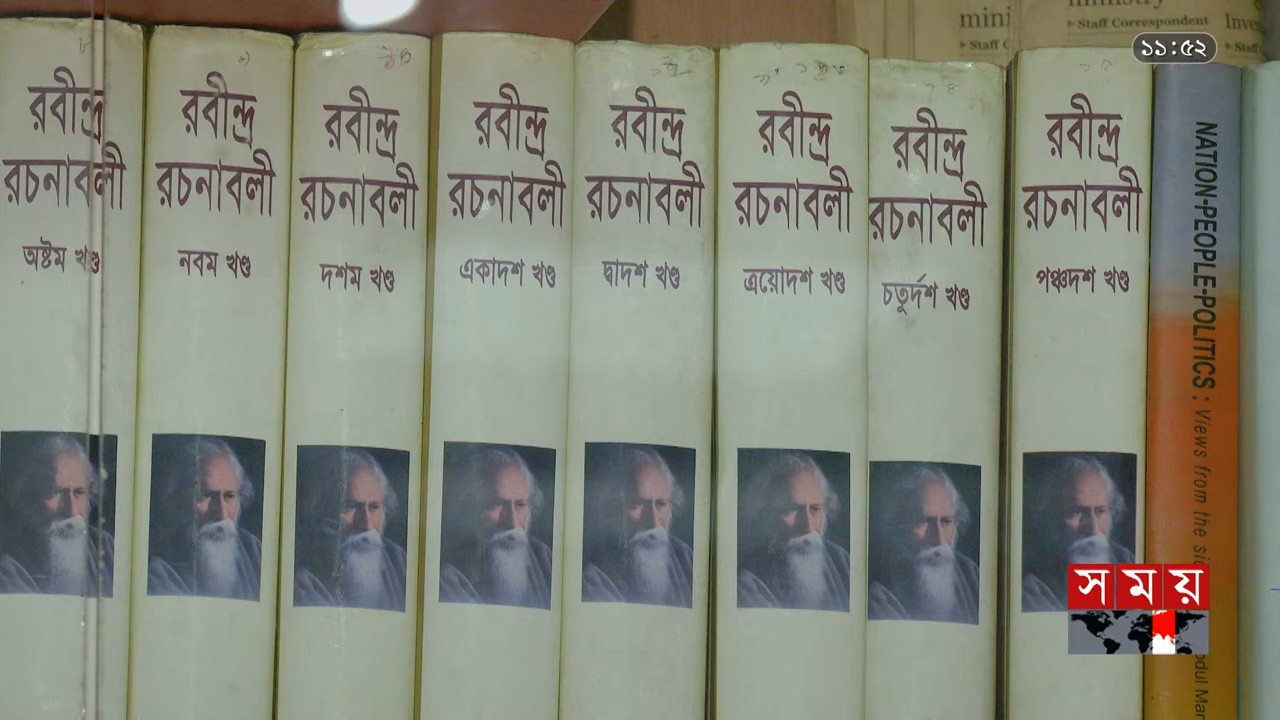 রবীন্দ্র
রচনাবলী
অষ্টম খণ্ড
রবীন্দ্র
রচনাবলী
নবম খণ্ড
রবীন্দ্র
রচনাবলী
দশম খণ্ড
রবীন্দ্র
রচনাবলী
একাদশ খণ্ড
রবীন্দ্র
রচনাবলী
দ্বাদশ খণ্ড
রবীন্দ্র
রচনাবলী
ত্রয়োদশ খণ্ড
রবীন্দ্র
রচনাবলী
চতুর্দশ খণ্ড
রবীন্দ্র
রচনাবলী
পঞ্চদশ খণ্ড
NATION-PEOPLE-POLITICS : Views from the
Staff Correspondent
১১:৫২
সময়